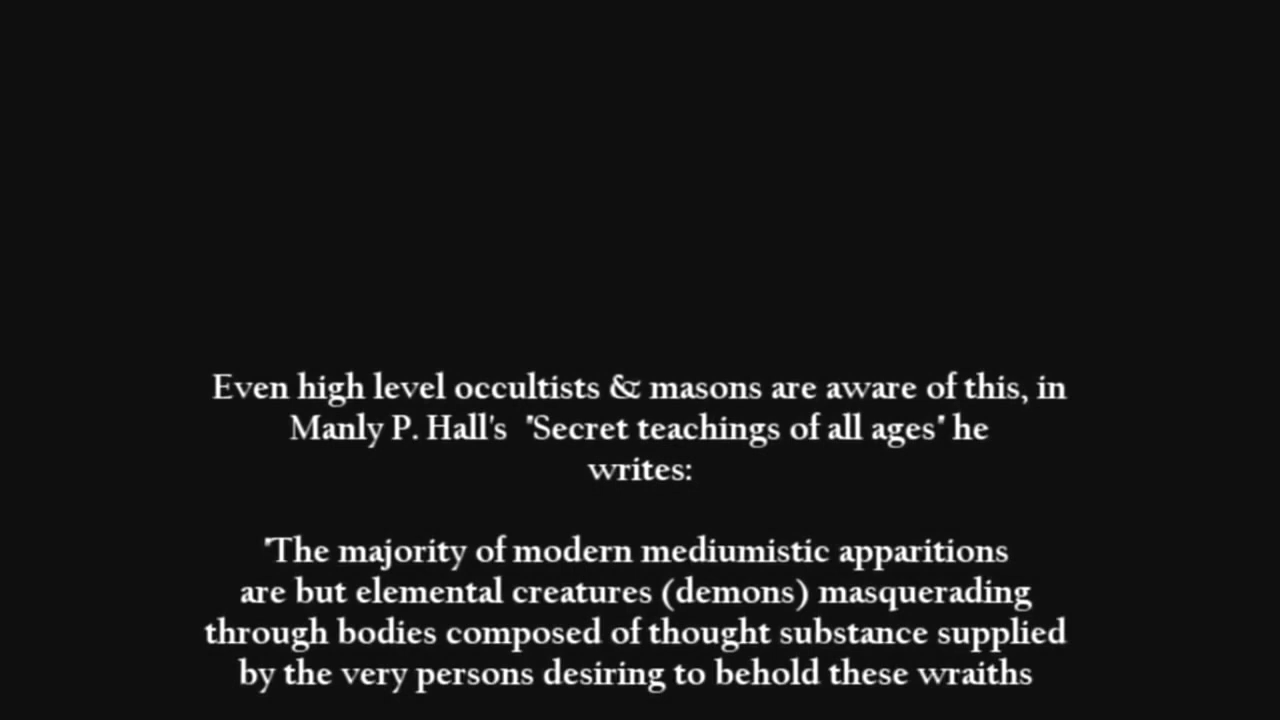 Even high level occultists & masons are aware of this, in
Manly P. Hall's "Secret teachings of all ages" he
writes:
"The majority of modern mediumistic apparitions
are but elemental creatures (demons) masquerading
through bodies composed of thought substance supplied
by the very persons desiring to behold these wraiths